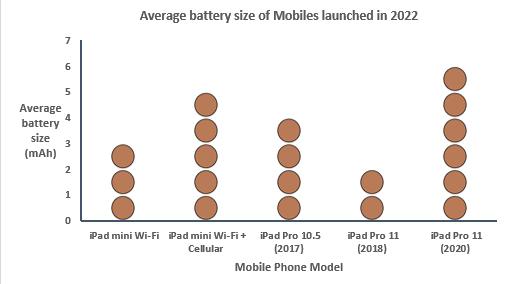 Average battery size of Mobiles launched in 2022
Average
battery
size
(mAh)
7
6
5
4
3
2
1
0
iPad mini Wi-Fi
iPad mini Wi-Fi +
Cellular
iPad Pro 10.5
(2017)
iPad Pro 11
(2018)
iPad Pro 11
(2020)
Mobile Phone Model